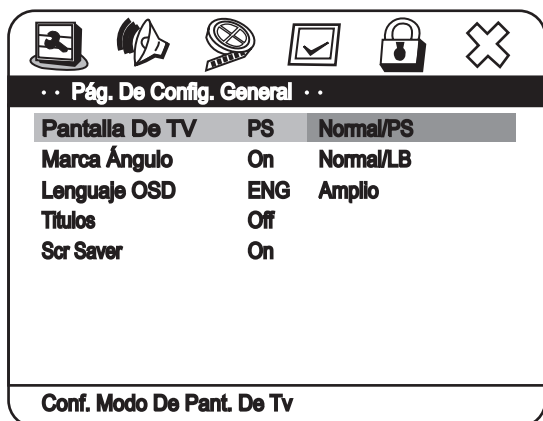 ·· Pág. De Config. General ··
Pantalla De TV PS Normal/PS
Marca Ángulo On Normal/LB
Lenguaje OSD ENG Amplio
Titulos Off
Scr Saver On
Conf. Modo De Pant. De Tv